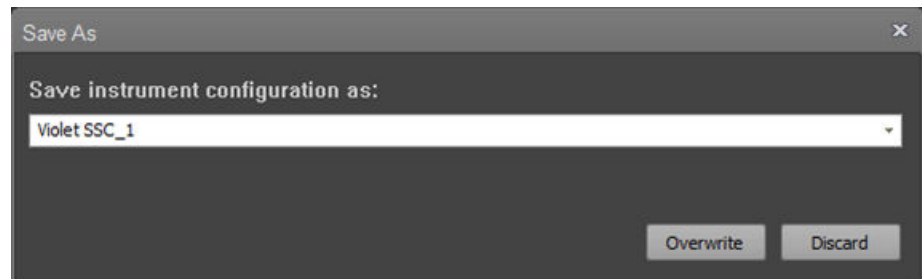 Save As
Save instrument configuration as:
Violet SSC_1
Overwrite Discard